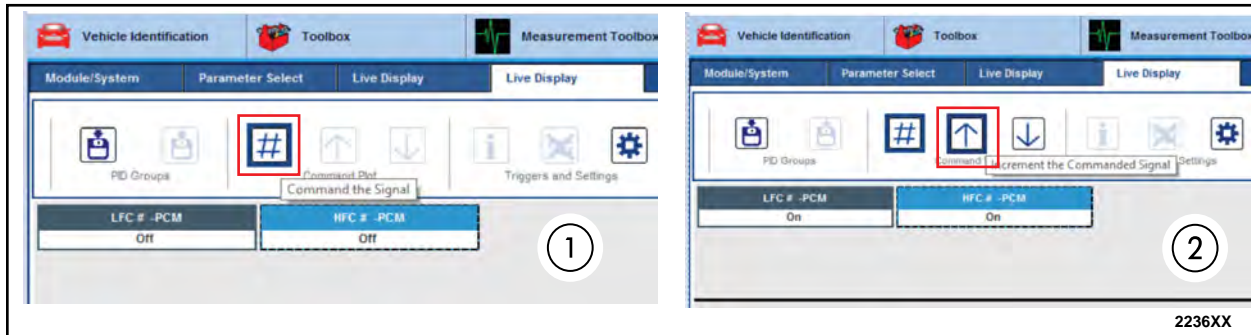 Vehicle Identification
Toolbox
Measurement Toolbox
Module/System
Parameter Select
Live Display
Live Display
PID Groups
Command Plot
Triggers and Settings
Command the Signal
LFC # -PCM
HFC # -PCM
Off
Off
1
Vehicle Identification
Toolbox
Measurement Toolbox
Module/System
Parameter Select
Live Display
Live Display
PID Groups
Command
Settings
Increment the Commanded Signal
LFC # -PCM
HFC # -PCM
On
On
2
2236XX